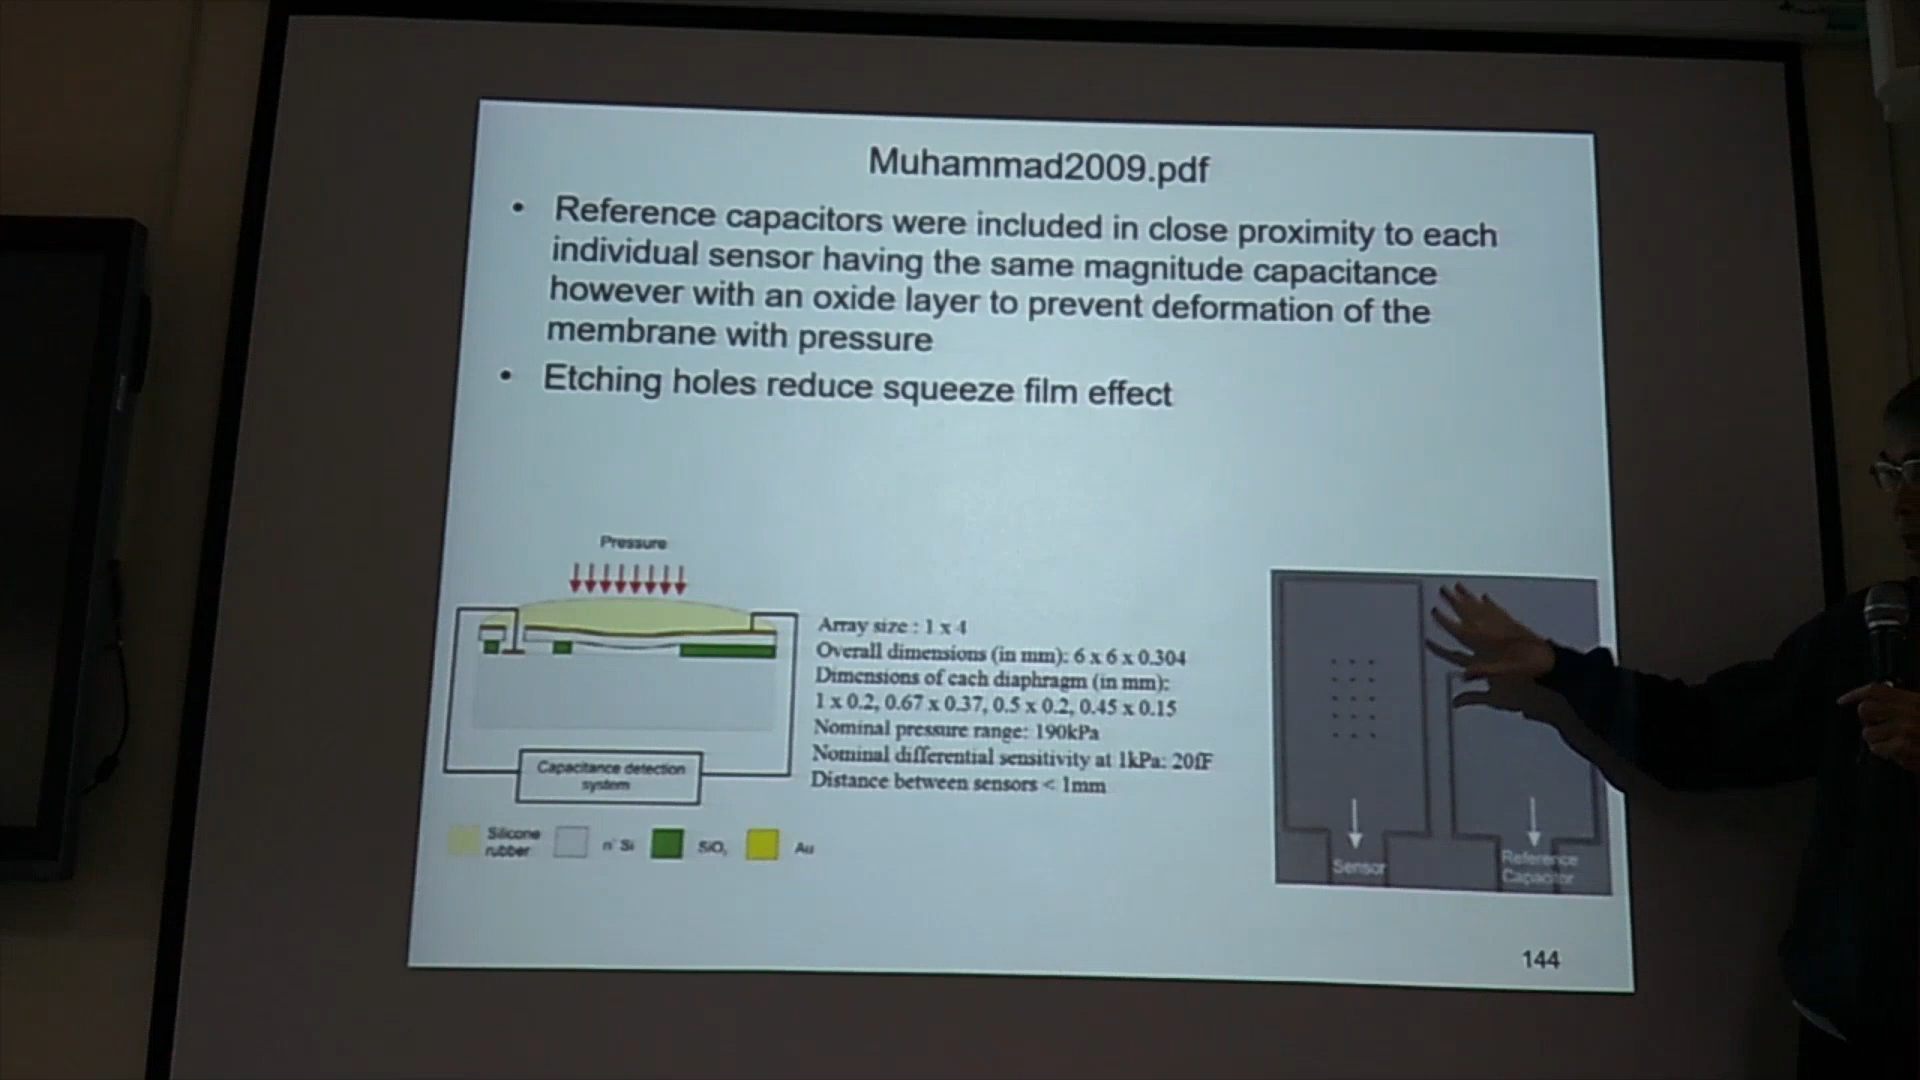 Muhammad2009.pdf
• Reference capacitors were included in close proximity to each
individual sensor having the same magnitude capacitance
however with an oxide layer to prevent deformation of the
membrane with pressure
• Etching holes reduce squeeze film effect
Pressure
Capacitance detection
system
Silicone
rubber
n⁺ Si
SiO₂
Au
Array size : 1 x 4
Overall dimensions (in mm): 6 x 6 x 0.304
Dimensions of each diaphragm (in mm):
1 x 0.2, 0.67 x 0.37, 0.5 x 0.2, 0.45 x 0.15
Nominal pressure range: 190kPa
Nominal differential sensitivity at 1kPa: 20fF
Distance between sensors < 1mm
Sensor
Reference
Capacitor
144